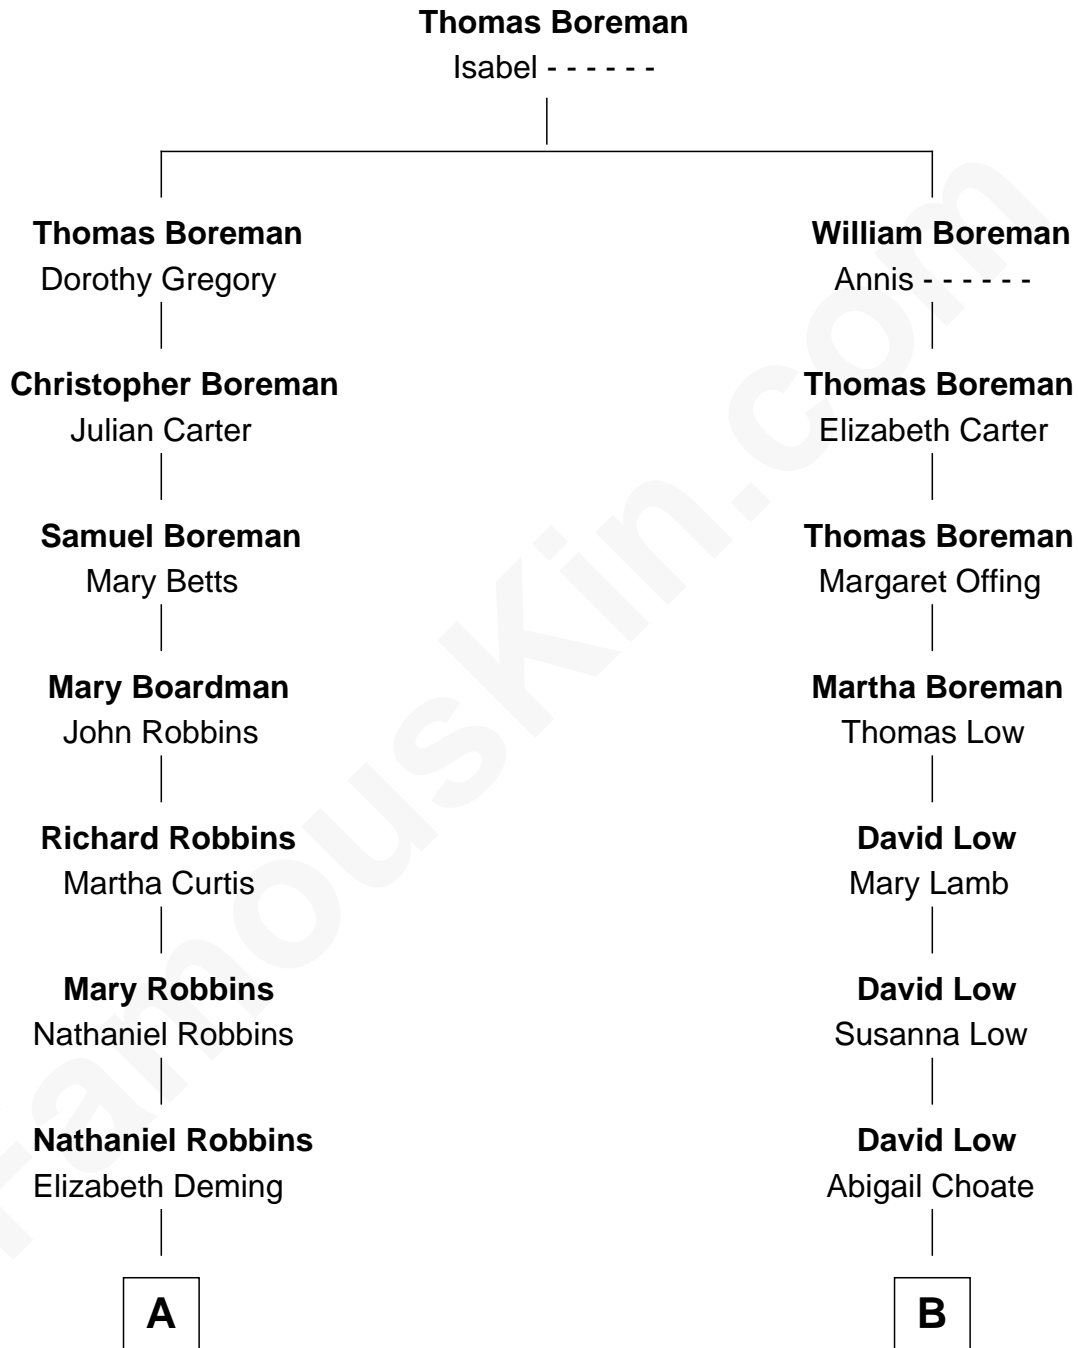 Thomas Boreman
Isabel - - - - - -
Thomas Boreman
Dorothy Gregory
William Boreman
Annis - - - - - -
Christopher Boreman
Julian Carter
Thomas Boreman
Elizabeth Carter
Samuel Boreman
Mary Betts
Thomas Boreman
Margaret Offing
Mary Boardman
John Robbins
Martha Boreman
Thomas Low
Richard Robbins
Martha Curtis
David Low
Mary Lamb
Mary Robbins
Nathaniel Robbins
David Low
Susanna Low
Nathaniel Robbins
Elizabeth Deming
David Low
Abigail Choate
A
B
FamousKin.com